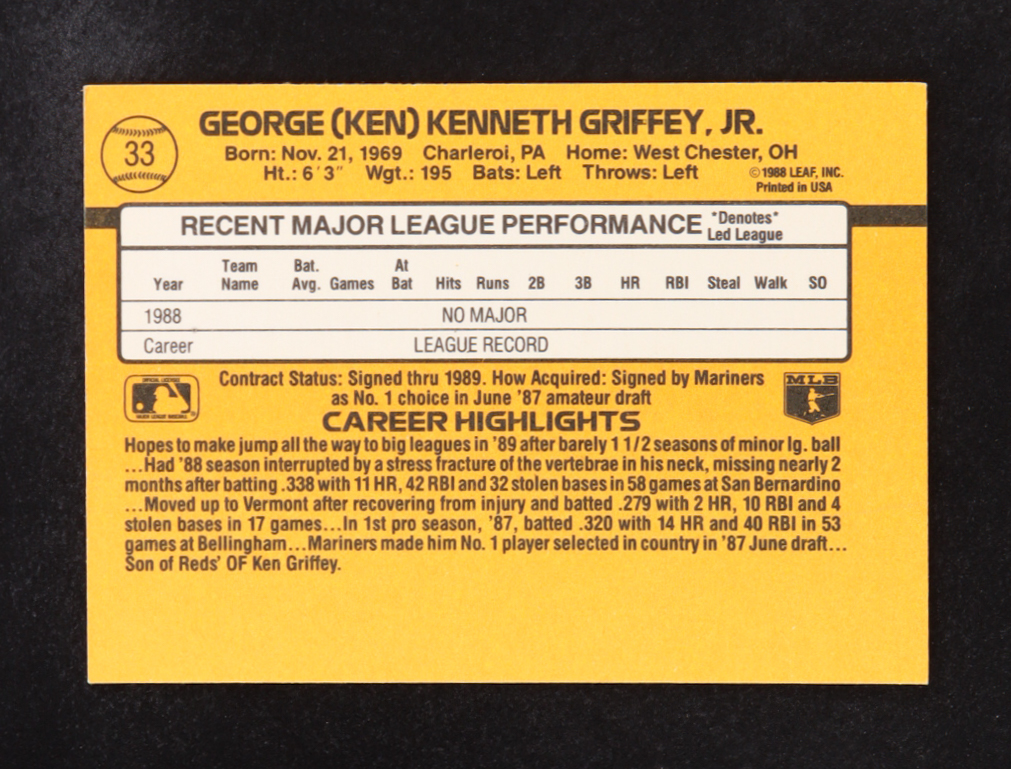 33
GEORGE (KEN) KENNETH GRIFFEY, JR.
Born: Nov. 21, 1969 Charleroi, PA Home: West Chester, OH
Ht.: 6'3" Wgt.: 195 Bats: Left Throws: Left
©1988 LEAF, INC.
Printed in USA
RECENT MAJOR LEAGUE PERFORMANCE *Denotes*
Led League
Year Team Name Bat. Avg. Games At Bat Hits Runs 2B 3B HR RBI Steal Walk SO
1988 NO MAJOR
Career LEAGUE RECORD
Contract Status: Signed thru 1989. How Acquired: Signed by Mariners
as No. 1 choice in June '87 amateur draft
MLB
CAREER HIGHLIGHTS
Hopes to make jump all the way to big leagues in '89 after barely 1 1/2 seasons of minor lg. ball
...Had '88 season interrupted by a stress fracture of the vertebrae in his neck, missing nearly 2
months after batting .338 with 11 HR, 42 RBI and 32 stolen bases in 58 games at San Bernardino
...Moved up to Vermont after recovering from injury and batted .279 with 2 HR, 10 RBI and 4
stolen bases in 17 games...In 1st pro season, '87, batted .320 with 14 HR and 40 RBI in 53
games at Bellingham...Mariners made him No. 1 player selected in country in '87 June draft...
Son of Reds' OF Ken Griffey.